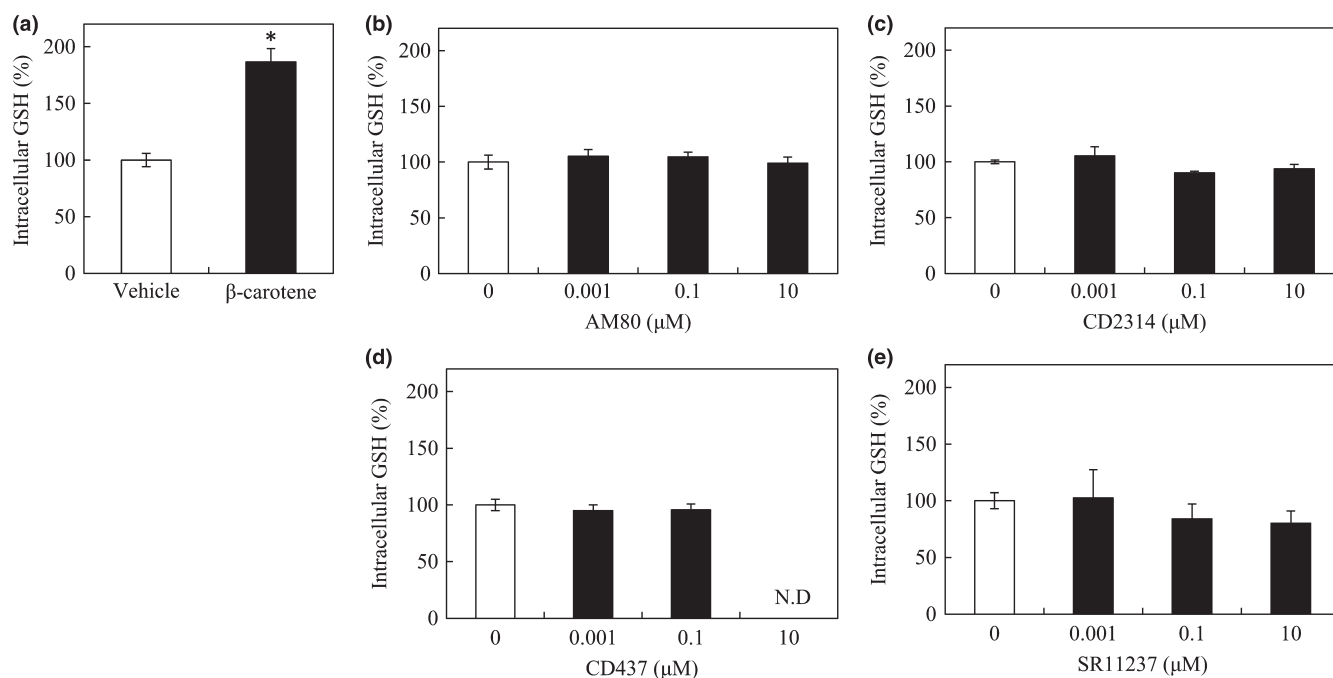 (a)
Intracellular GSH (%)
200
150
100
50
0
*
Vehicle β-carotene
(b)
Intracellular GSH (%)
200
150
100
50
0
0 0.001 0.1 10
AM80 (μM)
(c)
Intracellular GSH (%)
200
150
100
50
0
0 0.001 0.1 10
CD2314 (μM)
(d)
Intracellular GSH (%)
200
150
100
50
0
N.D
0 0.001 0.1 10
CD437 (μM)
(e)
Intracellular GSH (%)
200
150
100
50
0
0 0.001 0.1 10
SR11237 (μM)